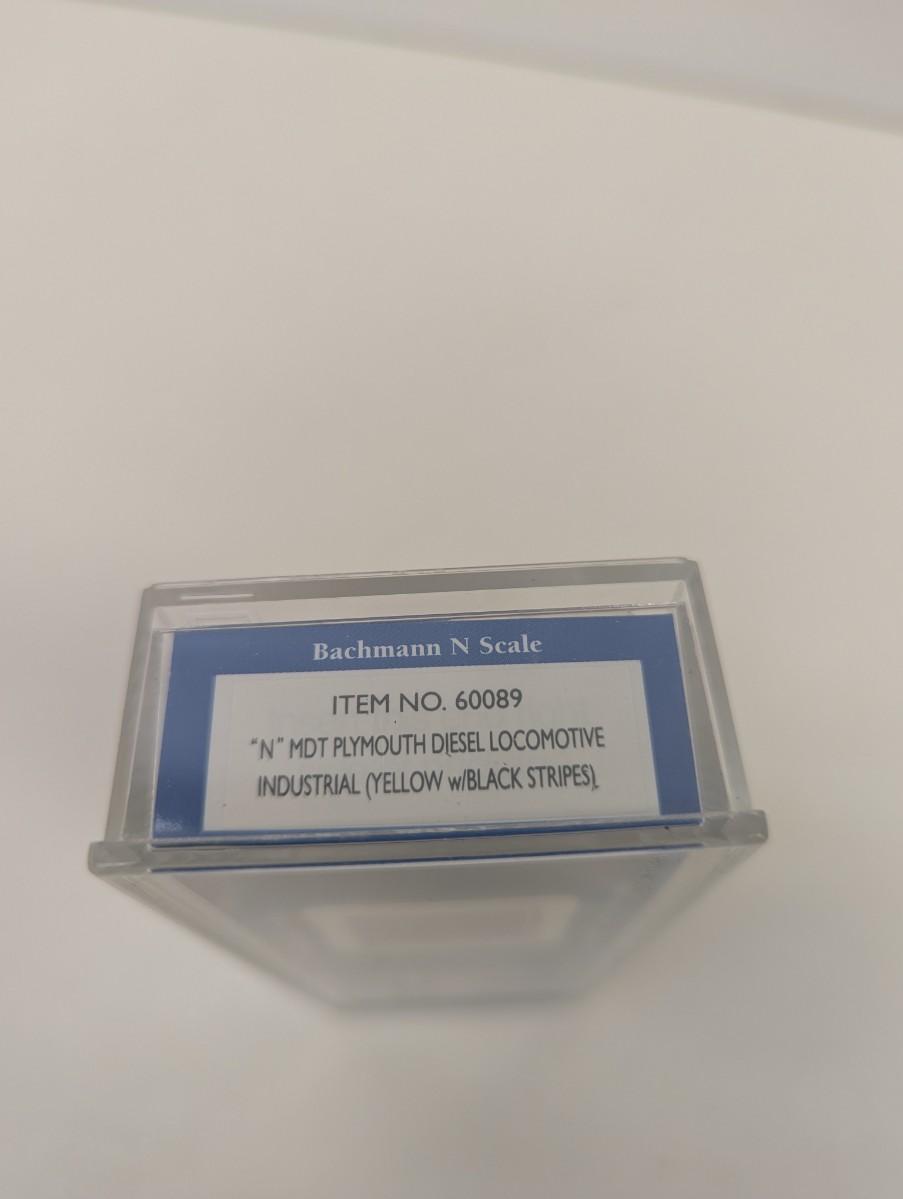 Bachmann N Scale
ITEM NO. 60089
“N” MDT PLYMOUTH DIESEL LOCOMOTIVE
INDUSTRIAL (YELLOW w/BLACK STRIPES)